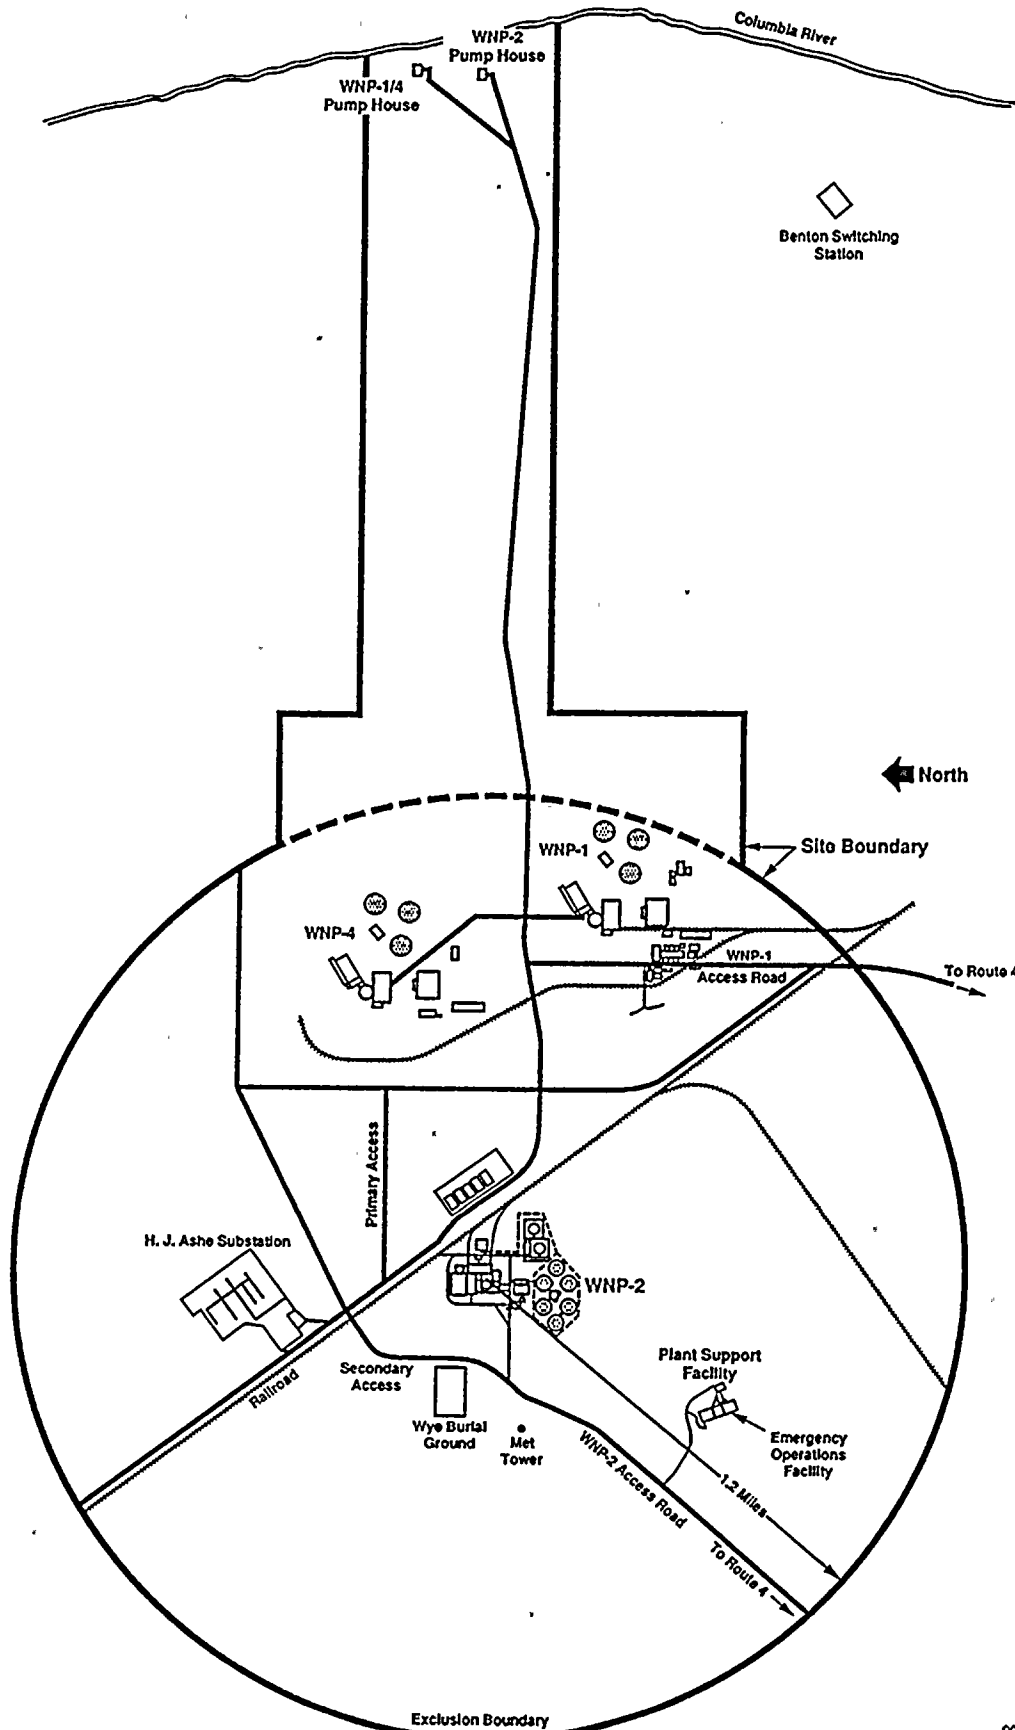 Columbia River
WNP-2
Pump House
WNP-1/4
Pump House
Benton Switching
Station
North
WNP-1
Site Boundary
WNP-4
WNP-1
Access Road
To Route 4
Primary Access
H. J. Ashe Substation
WNP-2
Railroad
Secondary
Access
Wye Burial
Ground
Met
Tower
Plant Support
Facility
Emergency
Operations
Facility
WNP-2 Access Road
1.2 Miles
To Route 4
Exclusion Boundary